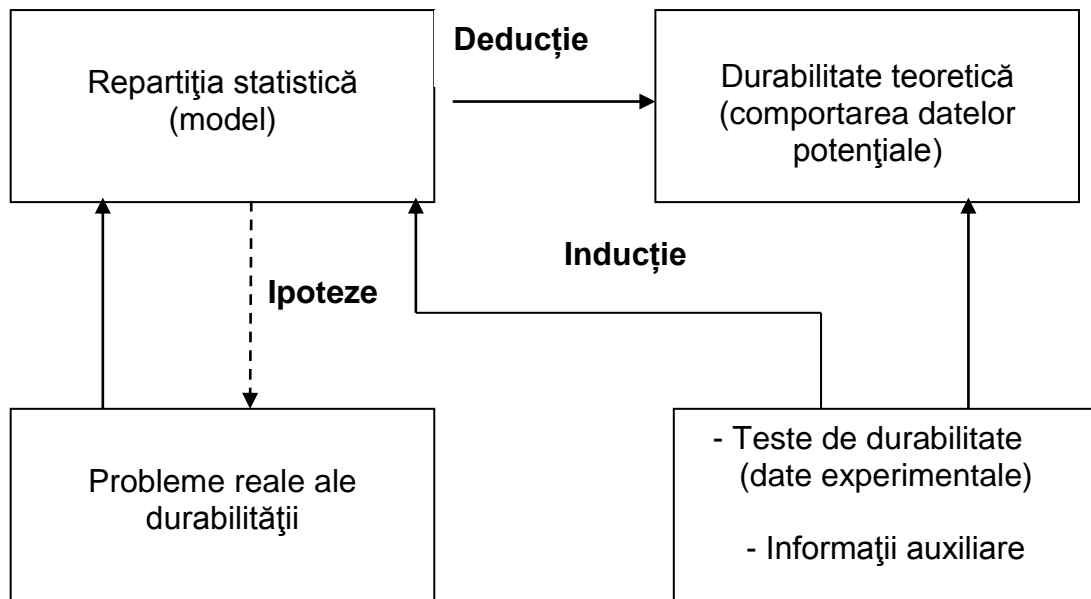 Deducție
Repartiţia statistică
(model)
Durabilitate teoretică
(comportarea datelor
potenţiale)
Inducție
Ipoteze
Probleme reale ale
durabilităţii
- Teste de durabilitate
(date experimentale)
- Informaţii auxiliare